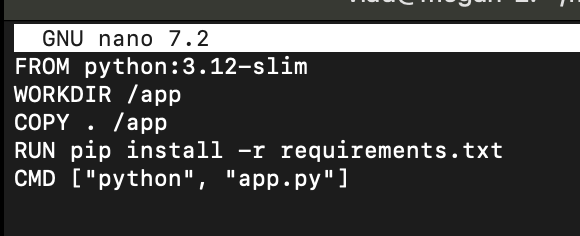 GNU nano 7.2
FROM python:3.12-slim
WORKDIR /app
COPY . /app
RUN pip install -r requirements.txt
CMD ["python", "app.py"]